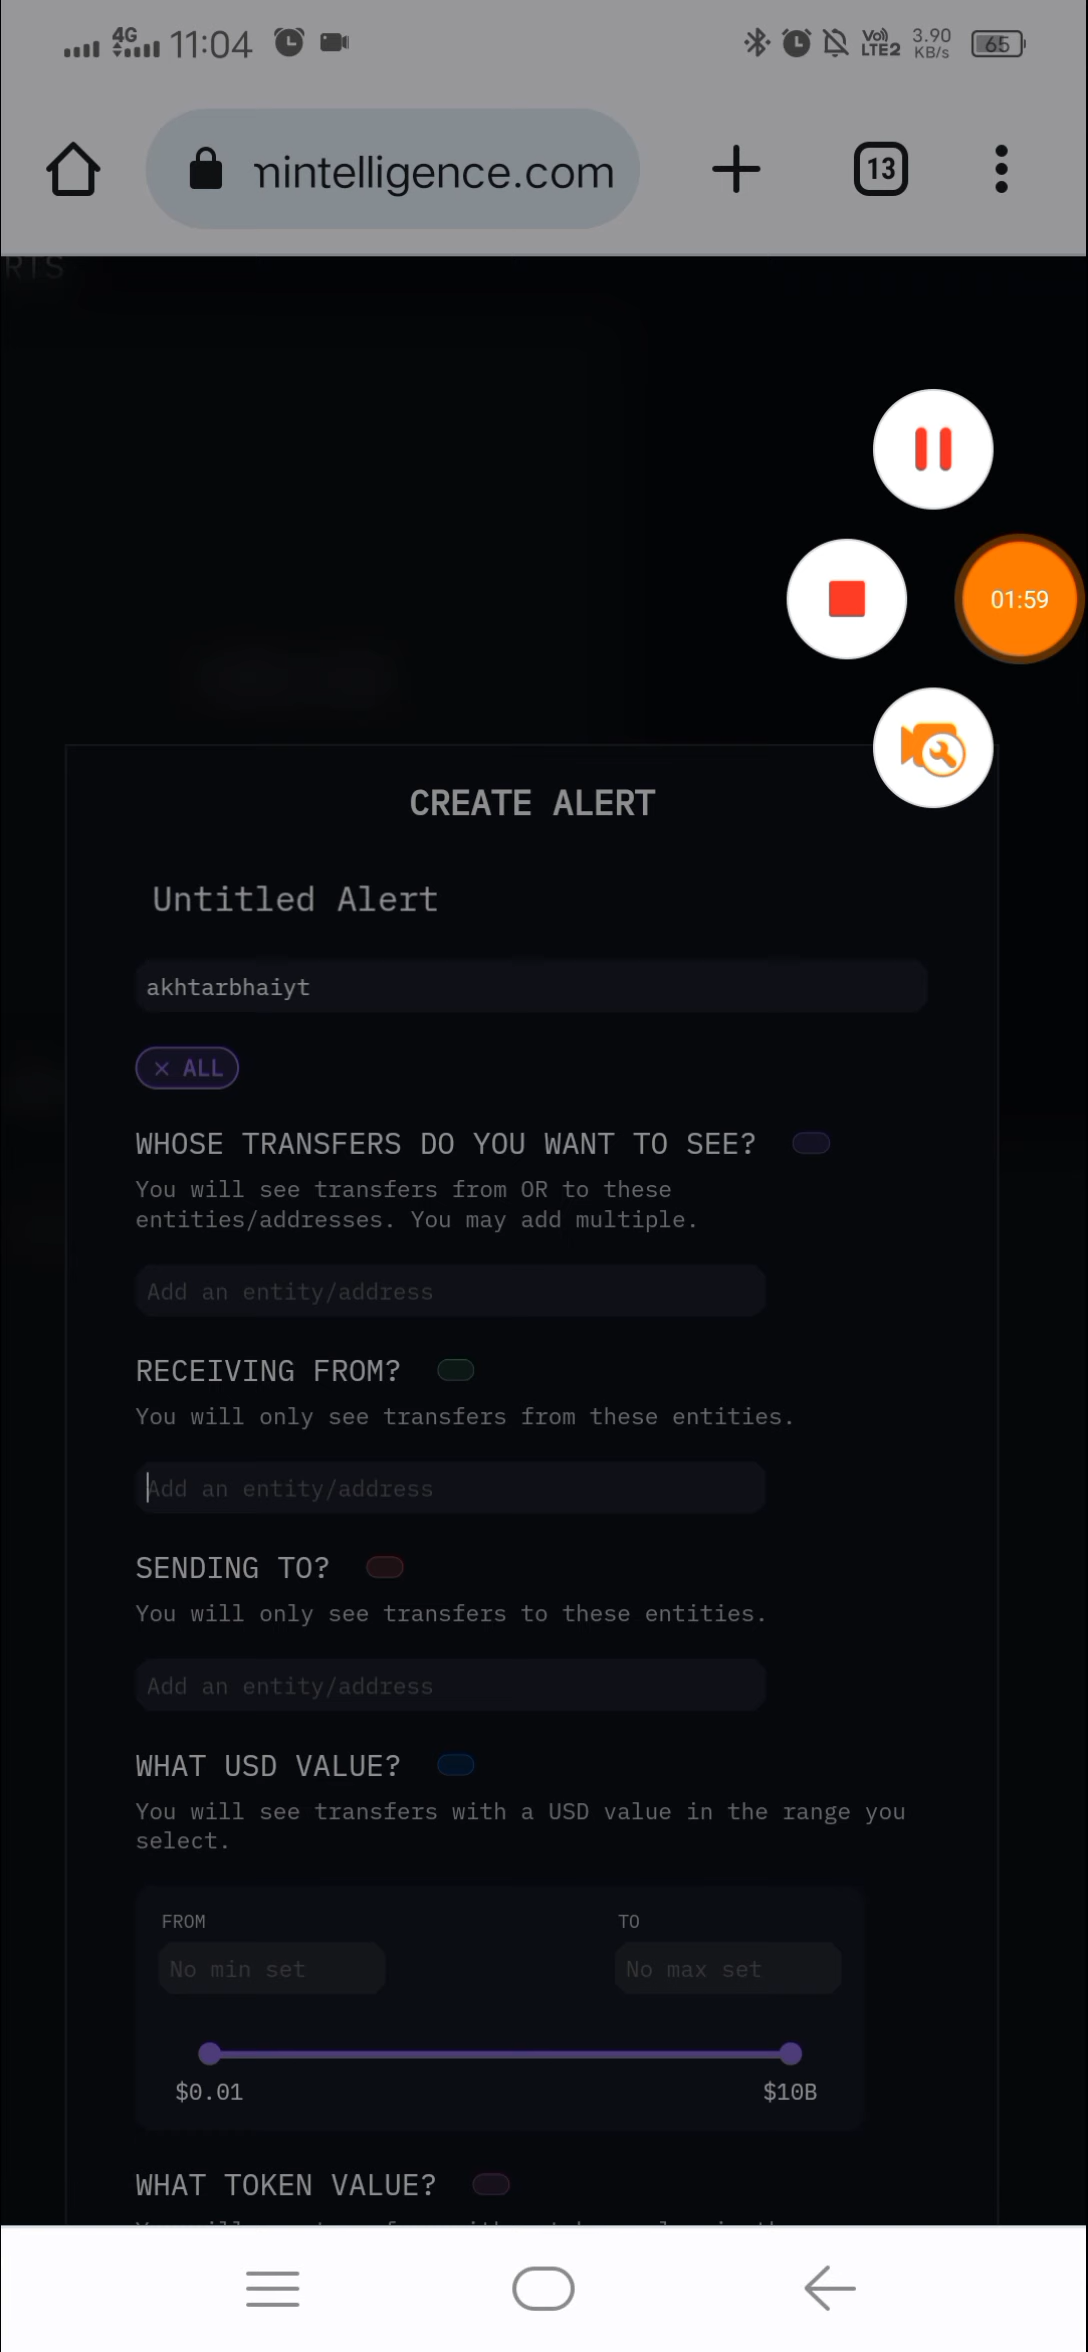 4G
11:04
Vo)
LTE2
3.90
KB/s
65
mintelligence.com
13
RTS
01:59
CREATE ALERT
Untitled Alert
akhtarbhaiyt
× ALL
WHOSE TRANSFERS DO YOU WANT TO SEE?
You will see transfers from OR to these
entities/addresses. You may add multiple.
Add an entity/address
RECEIVING FROM?
You will only see transfers from these entities.
Add an entity/address
SENDING TO?
You will only see transfers to these entities.
Add an entity/address
WHAT USD VALUE?
You will see transfers with a USD value in the range you
select.
FROM
TO
No min set
No max set
$0.01
$10B
WHAT TOKEN VALUE?